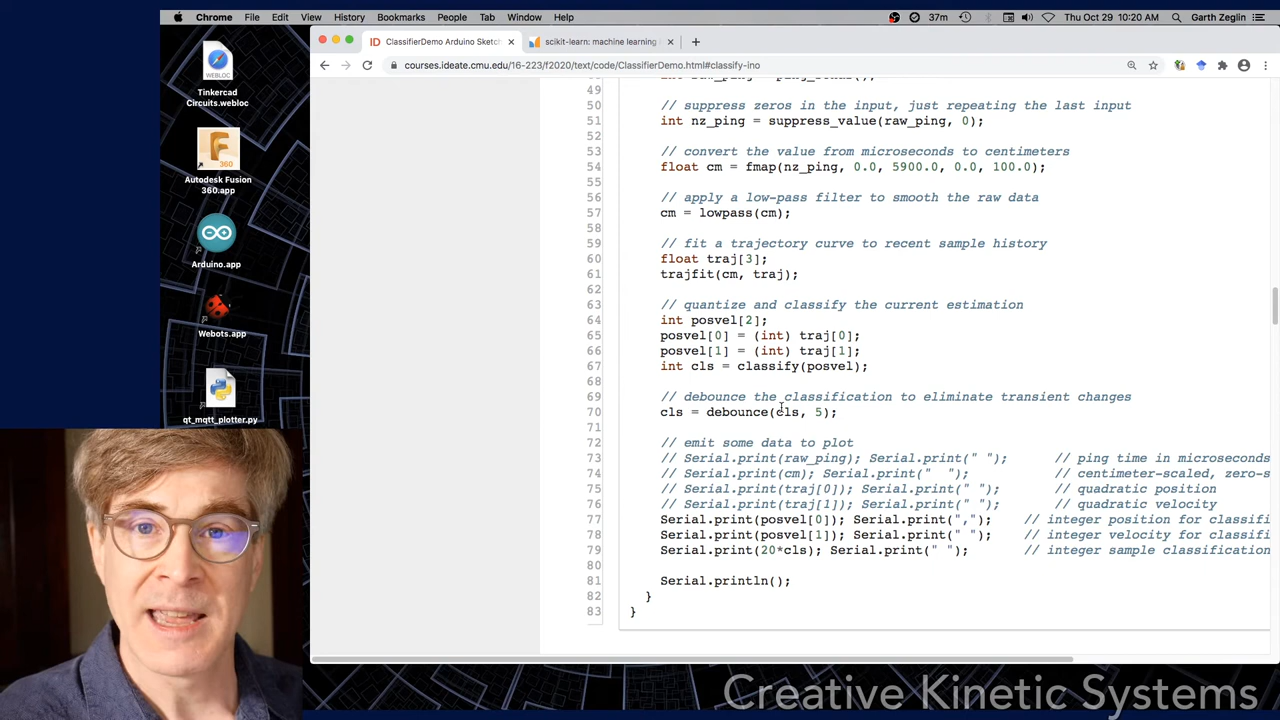 Chrome File Edit View History Bookmarks People Tab Window Help
37m Thu Oct 29 10:20 AM Garth Zeglin
ClassifierDemo Arduino Sketch
scikit-learn: machine learning
courses.ideate.cmu.edu/16-223/f2020/text/code/ClassifierDemo.html#classify-ino
WEBLOC
Tinkercad
Circuits.webloc
F
360
Autodesk Fusion
360.app
Arduino.app
Webots.app
qt_mqtt_plotter.py
49
50 // suppress zeros in the input, just repeating the last input
51 int nz_ping = suppress_value(raw_ping, 0);
52
53 // convert the value from microseconds to centimeters
54 float cm = fmap(nz_ping, 0.0, 5900.0, 0.0, 100.0);
55
56 // apply a low-pass filter to smooth the raw data
57 cm = lowpass(cm);
58
59 // fit a trajectory curve to recent sample history
60 float traj[3];
61 trajfit(cm, traj);
62
63 // quantize and classify the current estimation
64 int posvel[2];
65 posvel[0] = (int) traj[0];
66 posvel[1] = (int) traj[1];
67 int cls = classify(posvel);
68
69 // debounce the classification to eliminate transient changes
70 cls = debounce(cls, 5);
71
72 // emit some data to plot
73 // Serial.print(raw_ping); Serial.print(" "); // ping time in microseconds
74 // Serial.print(cm); Serial.print(" "); // centimeter-scaled, zero-s
75 // Serial.print(traj[0]); Serial.print(" "); // quadratic position
76 // Serial.print(traj[1]); Serial.print(" "); // quadratic velocity
77 Serial.print(posvel[0]); Serial.print(","); // integer position for classifi
78 Serial.print(posvel[1]); Serial.print(" "); // integer velocity for classifi
79 Serial.print(20*cls); Serial.print(" "); // integer sample classification
80
81 Serial.println();
82 }
83 }
Creative Kinetic Systems